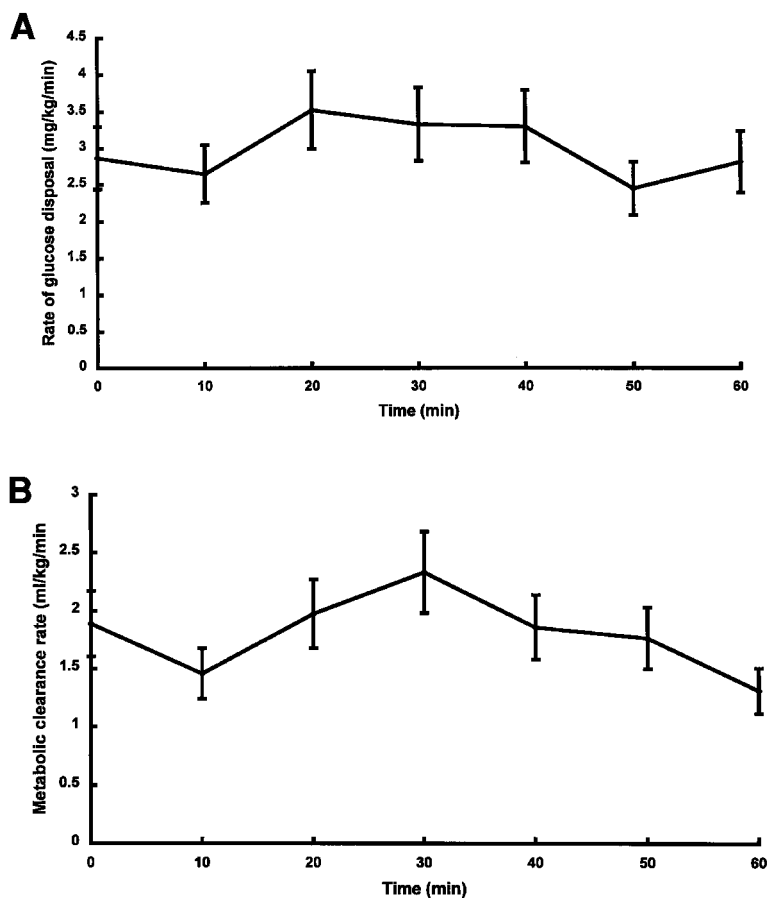 A
Rate of glucose disposal (mg/kg/min)
4.5
4
3.5
3
2.5
2
1.5
1
0.5
0
0 10 20 30 40 50 60
Time (min)
B
Metabolic clearance rate (ml/kg/min)
3
2.5
2
1.5
1
0.5
0
0 10 20 30 40 50 60
Time (min)